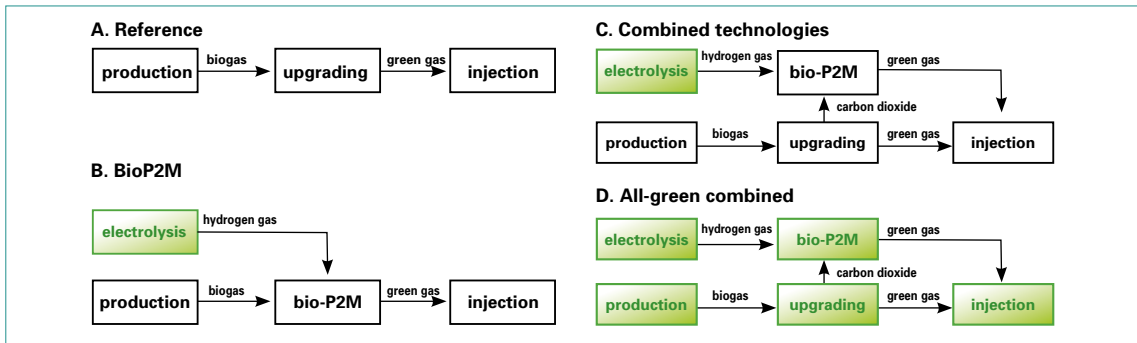 A. Reference
production
biogas
upgrading
green gas
injection
B. BioP2M
electrolysis
hydrogen gas
production
biogas
bio-P2M
green gas
injection
C. Combined technologies
electrolysis
hydrogen gas
bio-P2M
green gas
carbon dioxide
production
biogas
upgrading
green gas
injection
D. All-green combined
electrolysis
hydrogen gas
bio-P2M
green gas
carbon dioxide
production
biogas
upgrading
green gas
injection